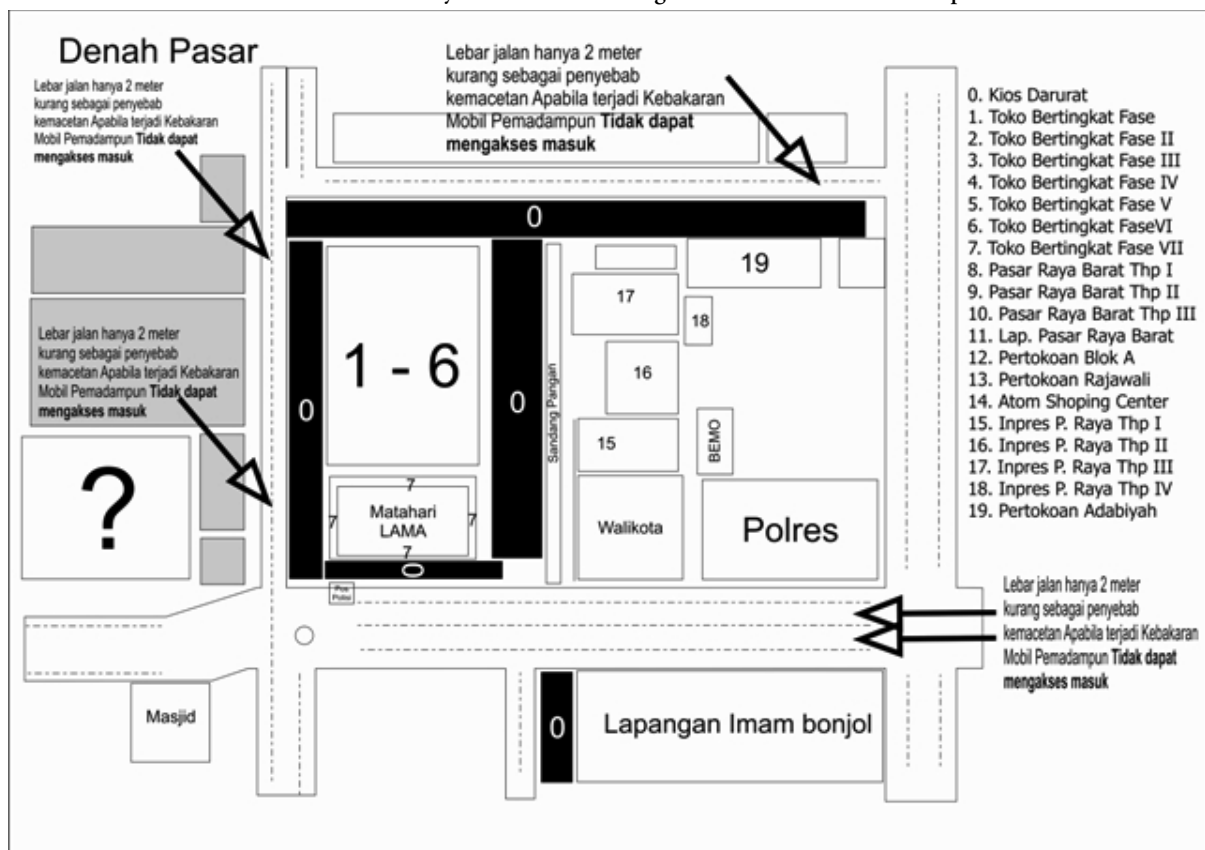 Denah Pasar
Lebar jalan hanya 2 meter
kurang sebagai penyebab
kemacetan Apabila terjadi Kebakaran
Mobil Pemadampun Tidak dapat
mengakses masuk
Lebar jalan hanya 2 meter
kurang sebagai penyebab
kemacetan Apabila terjadi Kebakaran
Mobil Pemadampun Tidak dapat
mengakses masuk
0
19
17
18
1 - 6
0
0
16
Sandang Pangan
15
BEMO
Lebar jalan hanya 2 meter
kurang sebagai penyebab
kemacetan Apabila terjadi Kebakaran
Mobil Pemadampun Tidak dapat
mengakses masuk
?
7
7
Matahari
LAMA
7
7
0
Walikota
Polres
Pos
Polisi
Masjid
0
Lapangan Imam bonjol
0. Kios Darurat
1. Toko Bertingkat Fase
2. Toko Bertingkat Fase II
3. Toko Bertingkat Fase III
4. Toko Bertingkat Fase IV
5. Toko Bertingkat Fase V
6. Toko Bertingkat FaseVI
7. Toko Bertingkat Fase VII
8. Pasar Raya Barat Thp I
9. Pasar Raya Barat Thp II
10. Pasar Raya Barat Thp III
11. Lap. Pasar Raya Barat
12. Pertokoan Blok A
13. Pertokoan Rajawali
14. Atom Shoping Center
15. Inpres P. Raya Thp I
16. Inpres P. Raya Thp II
17. Inpres P. Raya Thp III
18. Inpres P. Raya Thp IV
19. Pertokoan Adabiyah
Lebar jalan hanya 2 meter
kurang sebagai penyebab
kemacetan Apabila terjadi Kebakaran
Mobil Pemadampun Tidak dapat
mengakses masuk